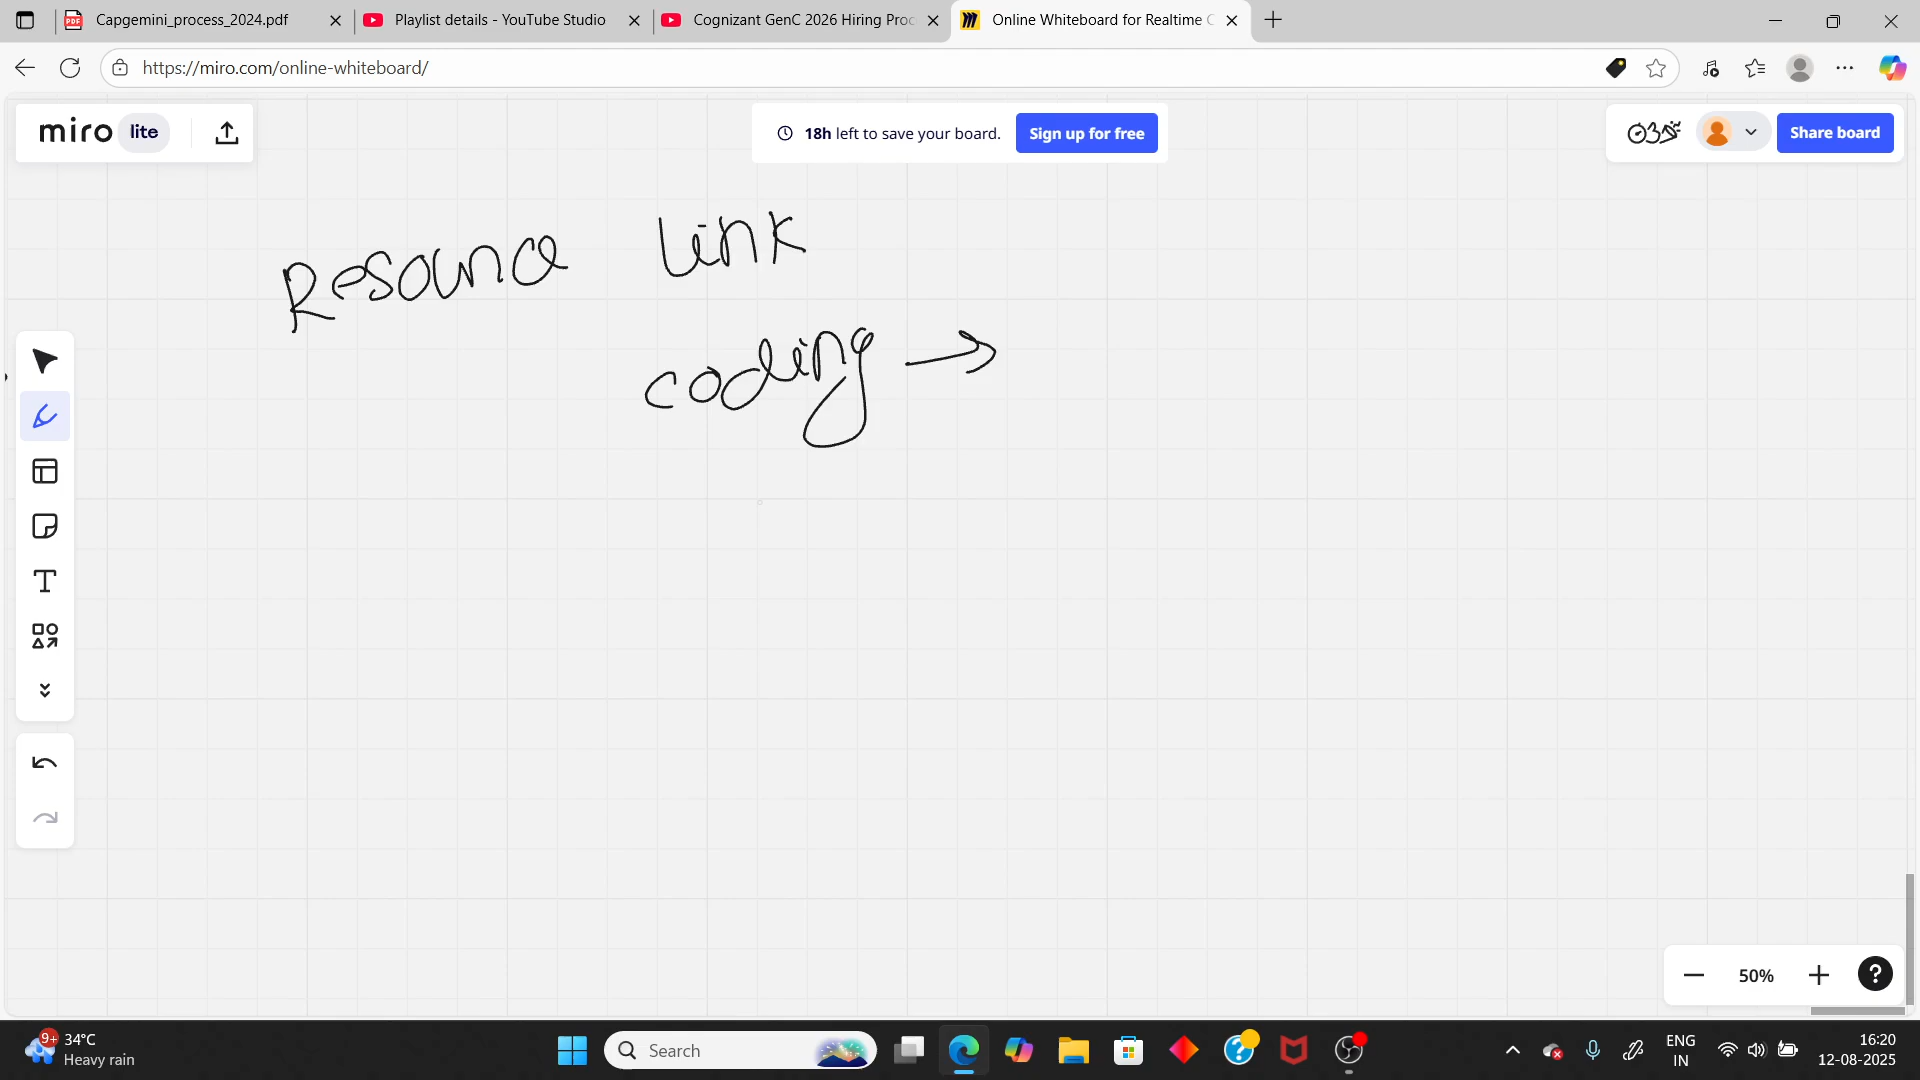 Capgemini_process_2024.pdf
Playlist details - YouTube Studio
Cognizant GenC 2026 Hiring Proc
Online Whiteboard for Realtime C
https://miro.com/online-whiteboard/
miro lite
18h left to save your board.
Sign up for free
Share board
Resource link
coding →
50%
?
9+
34°C
Heavy rain
Search
ENG
IN
16:20
12-08-2025